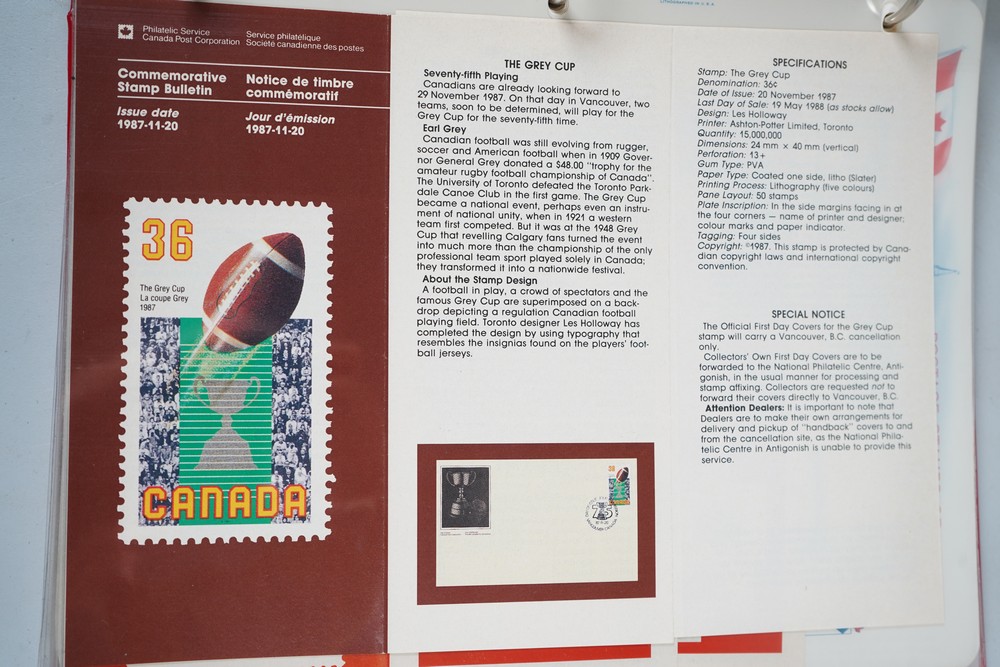 LITHOGRAPHED IN U.S.A.
Philatelic Service
Canada Post Corporation
Service philatélique
Société canadienne des postes
Commemorative
Stamp Bulletin
Notice de timbre
commémoratif
Issue date
1987-11-20
Jour d'émission
1987-11-20
36
The Grey Cup
La coupe Grey
1987
CANADA
THE GREY CUP
Seventy-fifth Playing
Canadians are already looking forward to
29 November 1987. On that day in Vancouver, two
teams, soon to be determined, will play for the
Grey Cup for the seventy-fifth time.
Earl Grey
Canadian football was still evolving from rugger,
soccer and American football when in 1909 Gover-
nor General Grey donated a $48.00 "trophy for the
amateur rugby football championship of Canada".
The University of Toronto defeated the Toronto Park-
dale Canoe Club in the first game. The Grey Cup
became a national event, perhaps even an instru-
ment of national unity, when in 1921 a western
team first competed. But it was at the 1948 Grey
Cup that revelling Calgary fans turned the event
into much more than the championship of the only
professional team sport played solely in Canada;
they transformed it into a nationwide festival.
About the Stamp Design
A football in play, a crowd of spectators and the
famous Grey Cup are superimposed on a back-
drop depicting a regulation Canadian football
playing field. Toronto designer Les Holloway has
completed the design by using typography that
resembles the insignias found on the players' foot-
ball jerseys.
36
SPECIFICATIONS
Stamp: The Grey Cup
Denomination: 36¢
Date of Issue: 20 November 1987
Last Day of Sale: 19 May 1988 (as stocks allow)
Design: Les Holloway
Printer: Ashton-Potter Limited, Toronto
Quantity: 15,000,000
Dimensions: 24 mm × 40 mm (vertical)
Perforation: 13+
Gum Type: PVA
Paper Type: Coated one side, litho (Slater)
Printing Process: Lithography (five colours)
Pane Layout: 50 stamps
Plate Inscription: In the side margins facing in at
the four corners — name of printer and designer;
colour marks and paper indicator.
Tagging: Four sides
Copyright: ©1987. This stamp is protected by Cana-
dian copyright laws and international copyright
convention.
SPECIAL NOTICE
The Official First Day Covers for the Grey Cup
stamp will carry a Vancouver, B.C. cancellation
only.
Collectors' Own First Day Covers are to be
forwarded to the National Philatelic Centre, Anti-
gonish, in the usual manner for processing and
stamp affixing. Collectors are requested not to
forward their covers directly to Vancouver, B.C.
Attention Dealers: It is important to note that
Dealers are to make their own arrangements for
delivery and pickup of "handback" covers to and
from the cancellation site, as the National Phila-
telic Centre in Antigonish is unable to provide this
service.